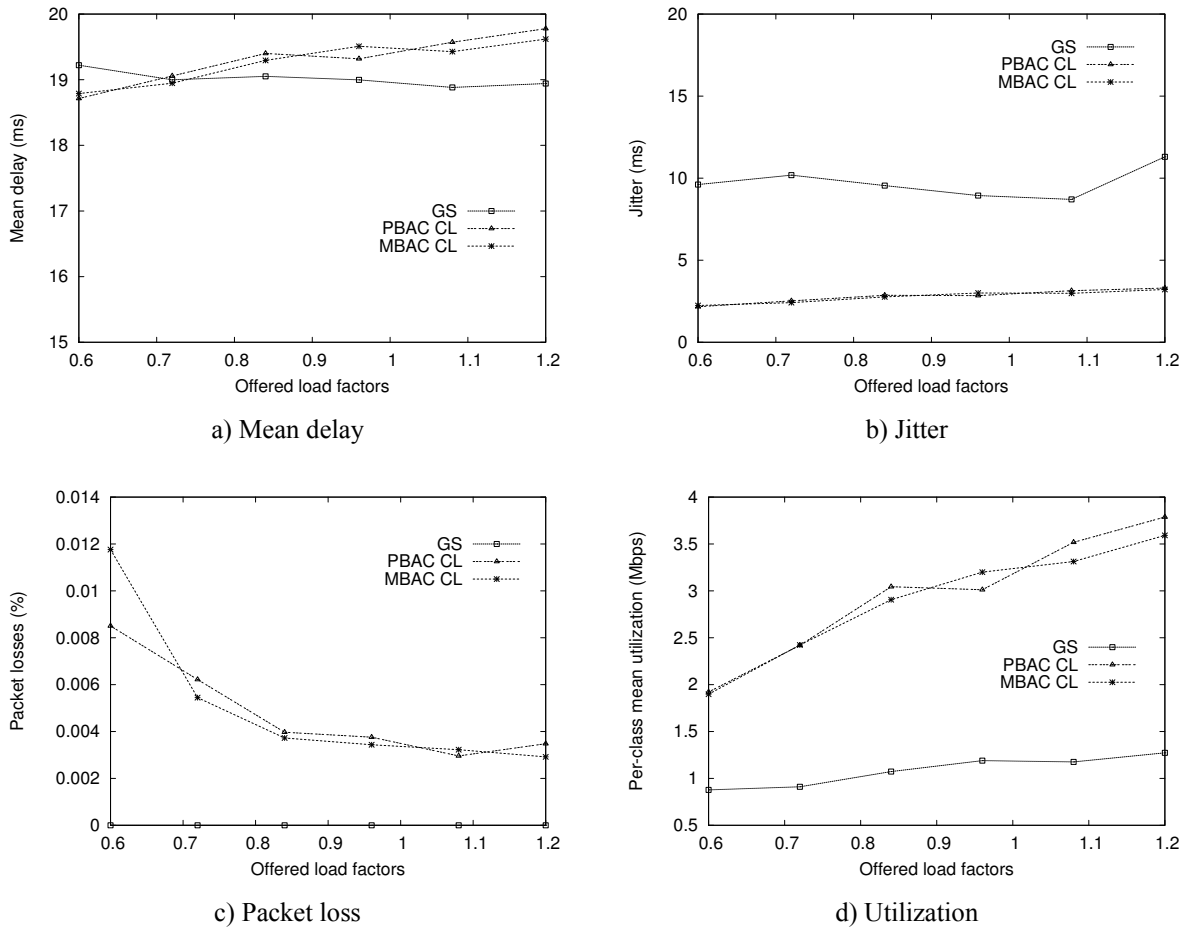 20
19
18
17
16
15
0.6 0.7 0.8 0.9 1 1.1 1.2
Mean delay (ms)
Offered load factors
GS
PBAC CL
MBAC CL
a) Mean delay
20
15
10
5
0
0.6 0.7 0.8 0.9 1 1.1 1.2
Jitter (ms)
Offered load factors
GS
PBAC CL
MBAC CL
b) Jitter
0.014
0.012
0.01
0.008
0.006
0.004
0.002
0
0.6 0.7 0.8 0.9 1 1.1 1.2
Packet losses (%)
Offered load factors
GS
PBAC CL
MBAC CL
c) Packet loss
4
3.5
3
2.5
2
1.5
1
0.5
0.6 0.7 0.8 0.9 1 1.1 1.2
Per-class mean utilization (Mbps)
Offered load factors
GS
PBAC CL
MBAC CL
d) Utilization